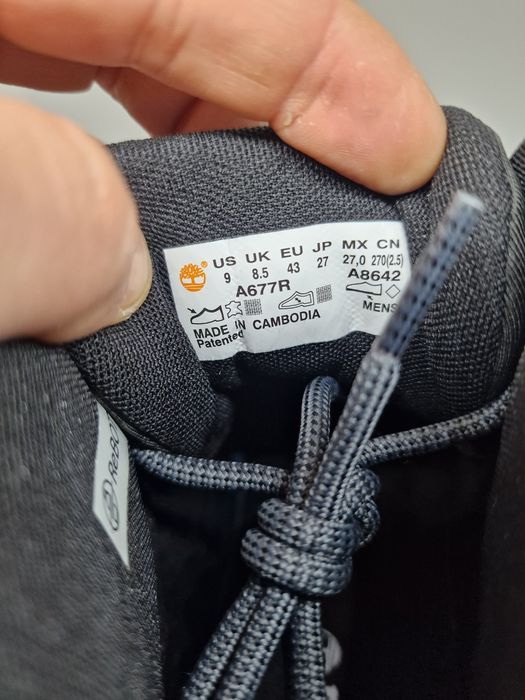 US UK EU JP MX CN
9 8.5 43 27 27,0 270(2.5)
A677R A8642
MENS
MADE IN CAMBODIA
Patented